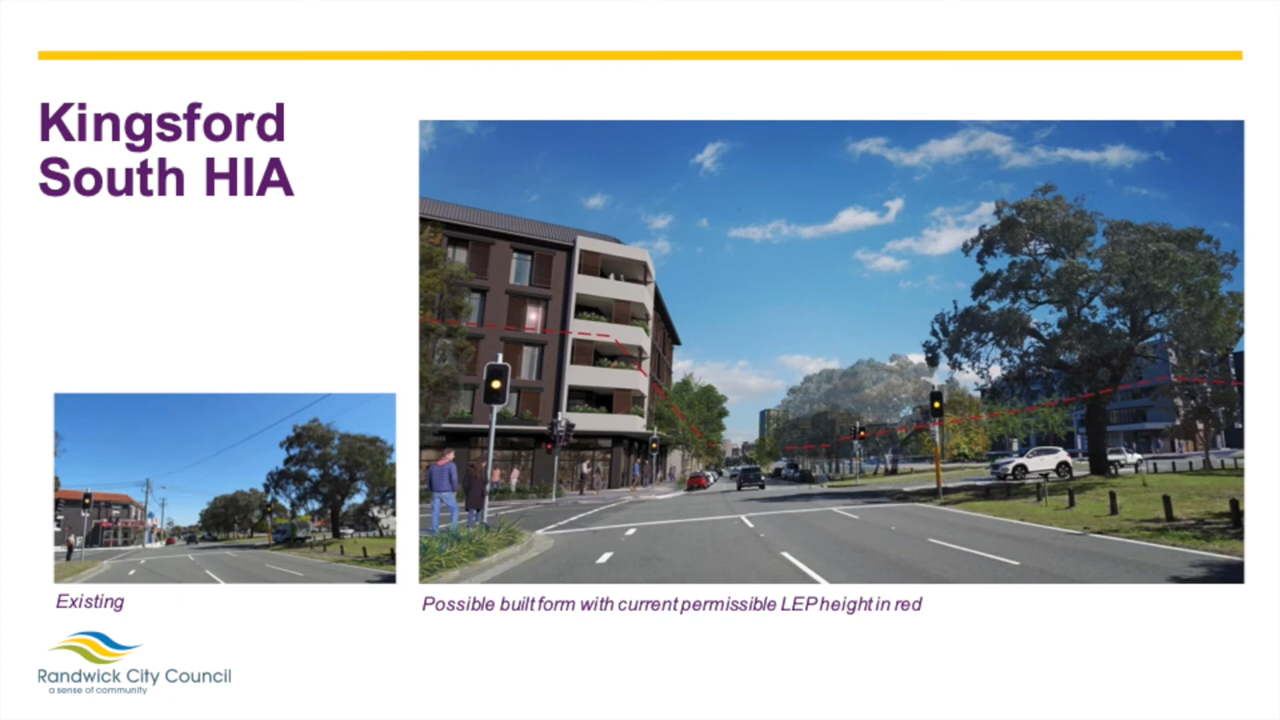 Kingsford
South HIA
Existing
Possible built form with current permissible LEP height in red
Randwick City Council
a sense of community